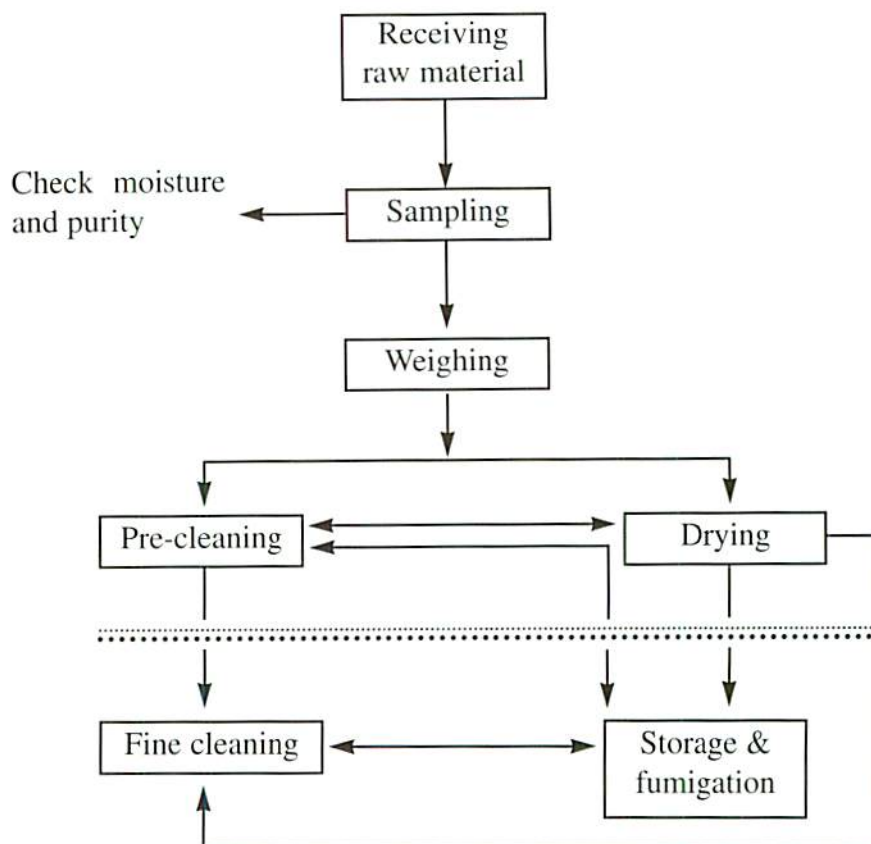 Receiving
raw material
Check moisture
and purity
Sampling
Weighing
Pre-cleaning
Drying
Fine cleaning
Storage &
fumigation